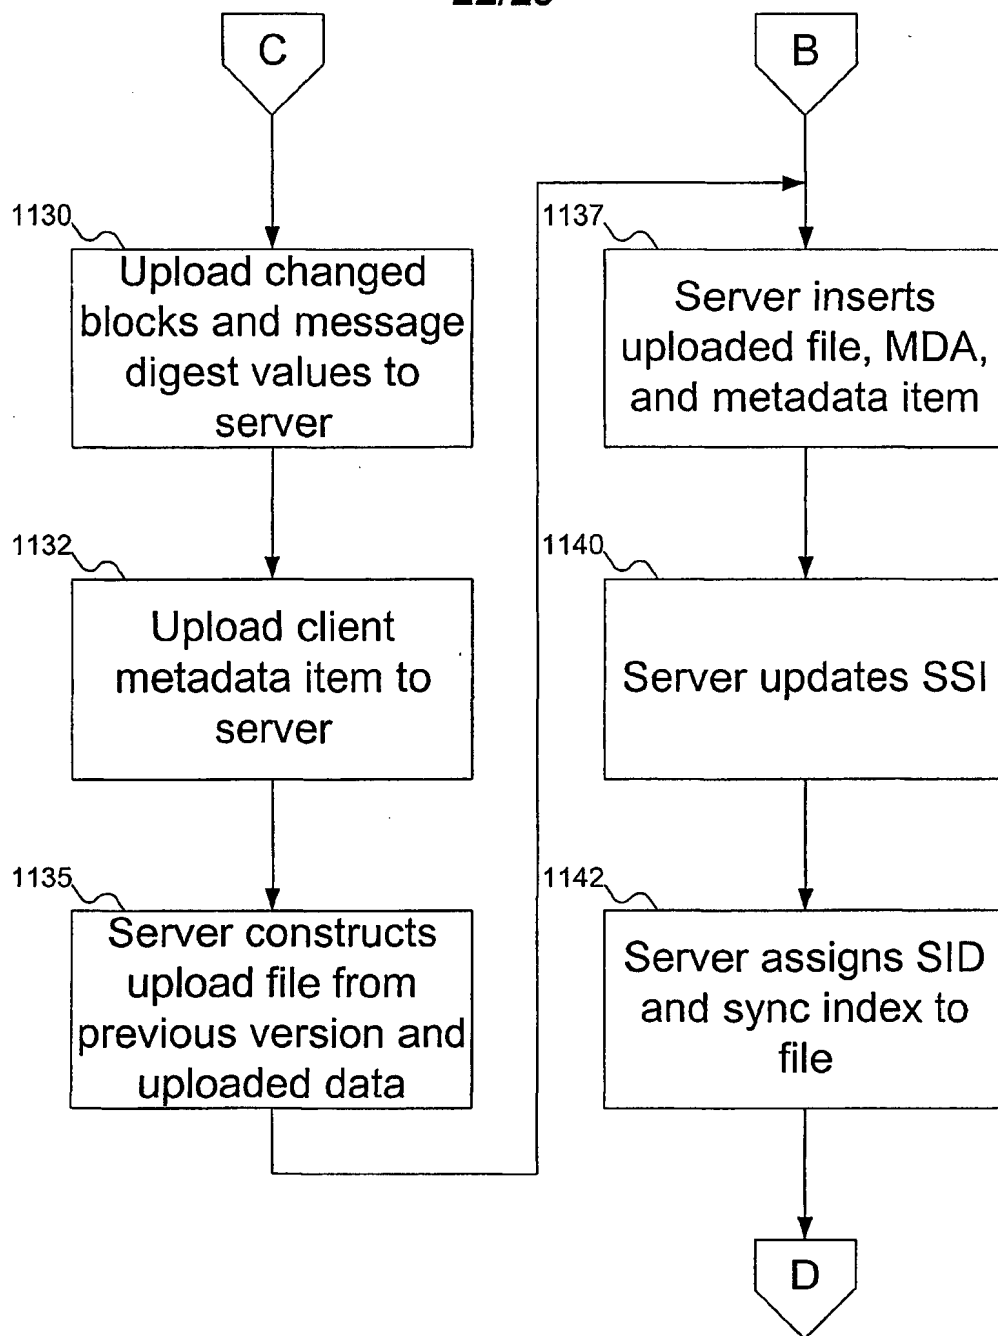 C
1130
Upload changed
blocks and message
digest values to
server
1132
Upload client
metadata item to
server
1135
Server constructs
upload file from
previous version and
uploaded data
B
1137
Server inserts
uploaded file, MDA,
and metadata item
1140
Server updates SSI
1142
Server assigns SID
and sync index to
file
D